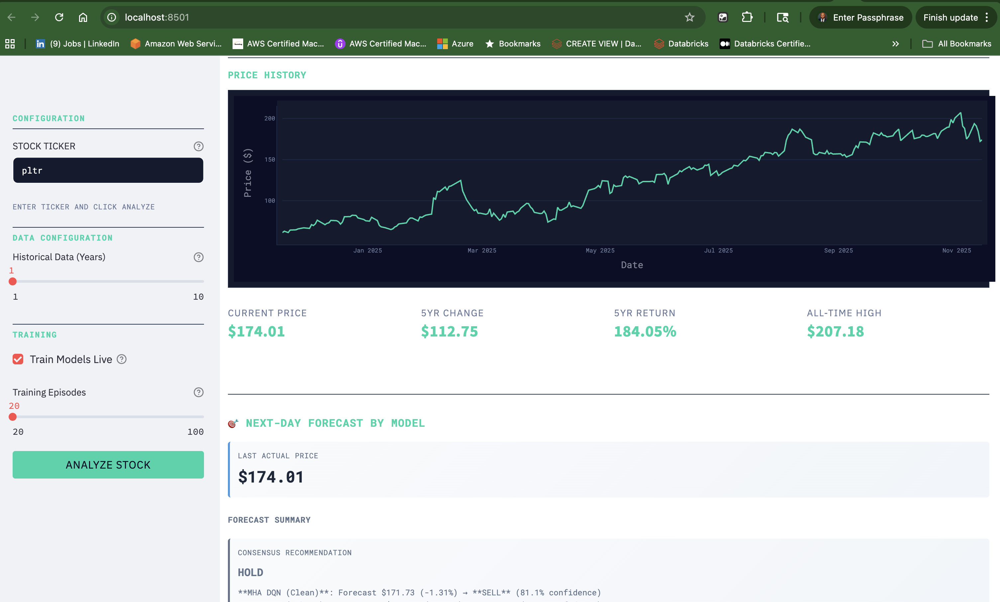 localhost:8501
Enter Passphrase
Finish update
(9) Jobs | LinkedIn
Amazon Web Servi...
AWS Certified Mac...
AWS Certified Mac...
Azure
Bookmarks
CREATE VIEW | Da...
Databricks
Databricks Certifie...
All Bookmarks
CONFIGURATION
STOCK TICKER
pltr
ENTER TICKER AND CLICK ANALYZE
DATA CONFIGURATION
Historical Data (Years)
1
1 10
TRAINING
Train Models Live
Training Episodes
20
20 100
ANALYZE STOCK
PRICE HISTORY
Price ($)
200
150
100
Jan 2025 Mar 2025 May 2025 Jul 2025 Sep 2025 Nov 2025
Date
CURRENT PRICE
$174.01
5YR CHANGE
$112.75
5YR RETURN
184.05%
ALL-TIME HIGH
$207.18
NEXT-DAY FORECAST BY MODEL
LAST ACTUAL PRICE
$174.01
FORECAST SUMMARY
CONSENSUS RECOMMENDATION
HOLD
**MHA DQN (Clean)**: Forecast $171.73 (-1.31%) → **SELL** (81.1% confidence)